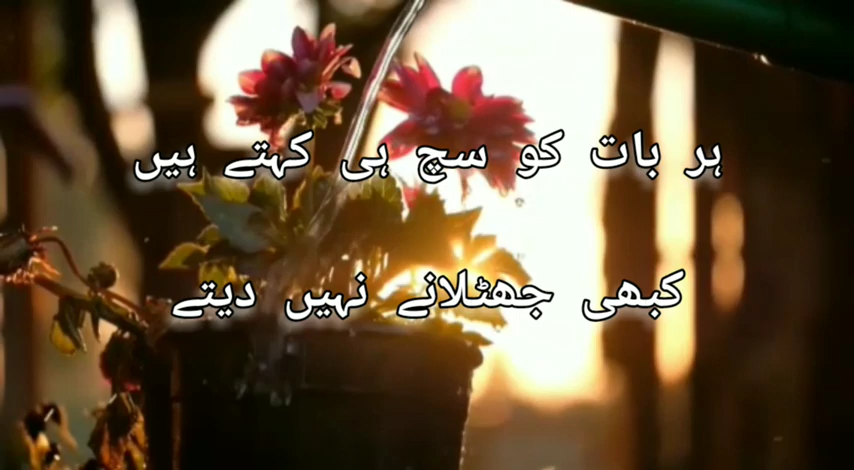 ہر بات کو سچ ہی کہتے ہیں
کبھی جھٹلانے نہیں دیتے